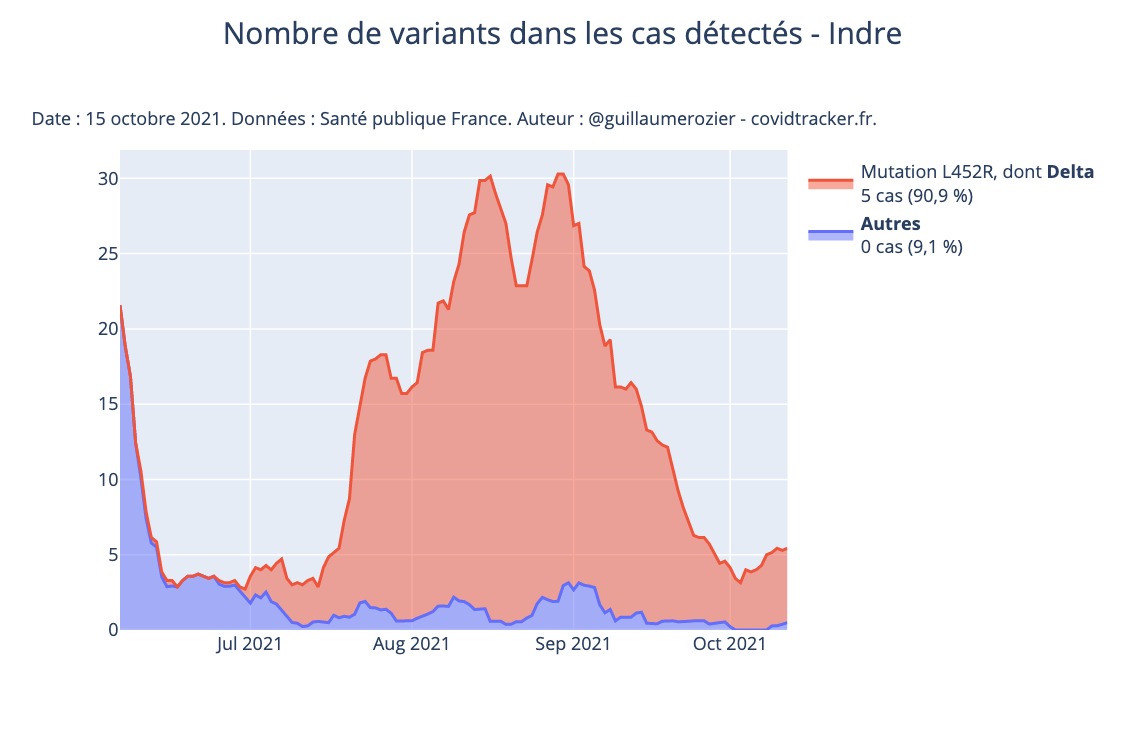 Nombre de variants dans les cas détectés - Indre
Date : 15 octobre 2021. Données : Santé publique France. Auteur : @guillaumerozier - covidtracker.fr.
30
25
20
15
10
5
0
Jul 2021
Aug 2021
Sep 2021
Oct 2021
Mutation L452R, dont Delta
5 cas (90,9 %)
Autres
0 cas (9,1 %)